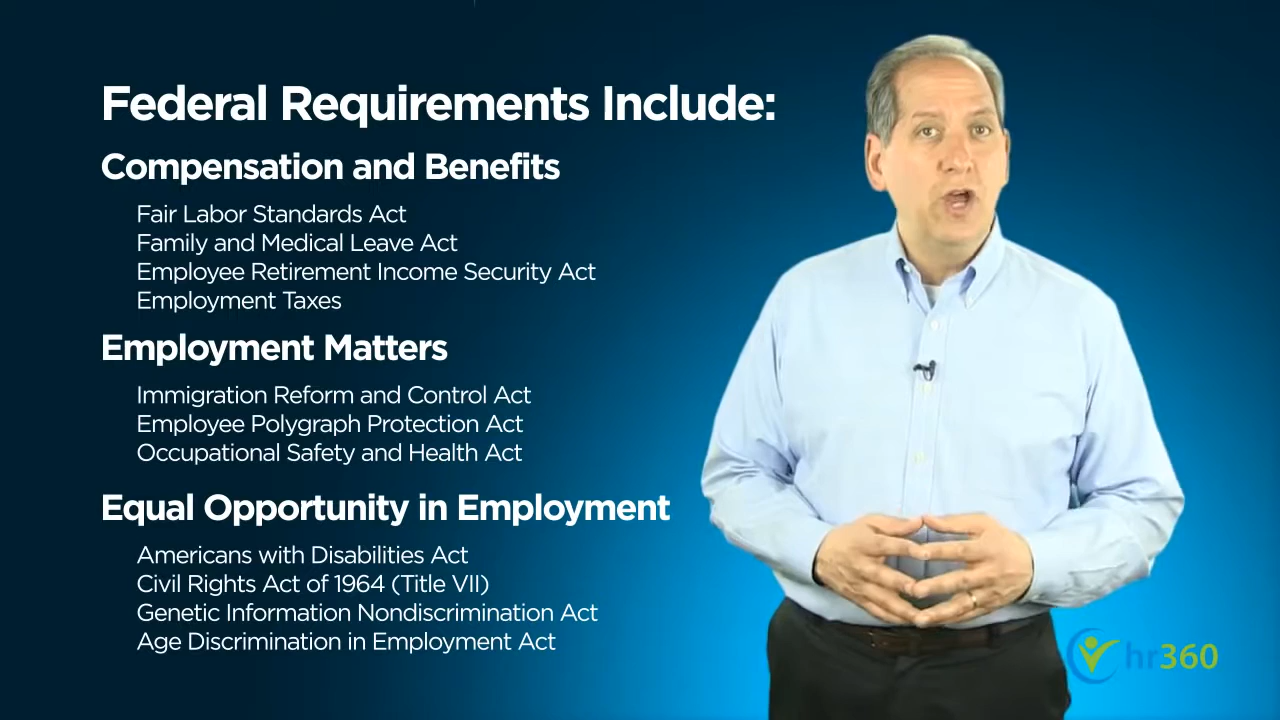 Federal Requirements Include:
Compensation and Benefits
Fair Labor Standards Act
Family and Medical Leave Act
Employee Retirement Income Security Act
Employment Taxes
Employment Matters
Immigration Reform and Control Act
Employee Polygraph Protection Act
Occupational Safety and Health Act
Equal Opportunity in Employment
Americans with Disabilities Act
Civil Rights Act of 1964 (Title VII)
Genetic Information Nondiscrimination Act
Age Discrimination in Employment Act
hr360